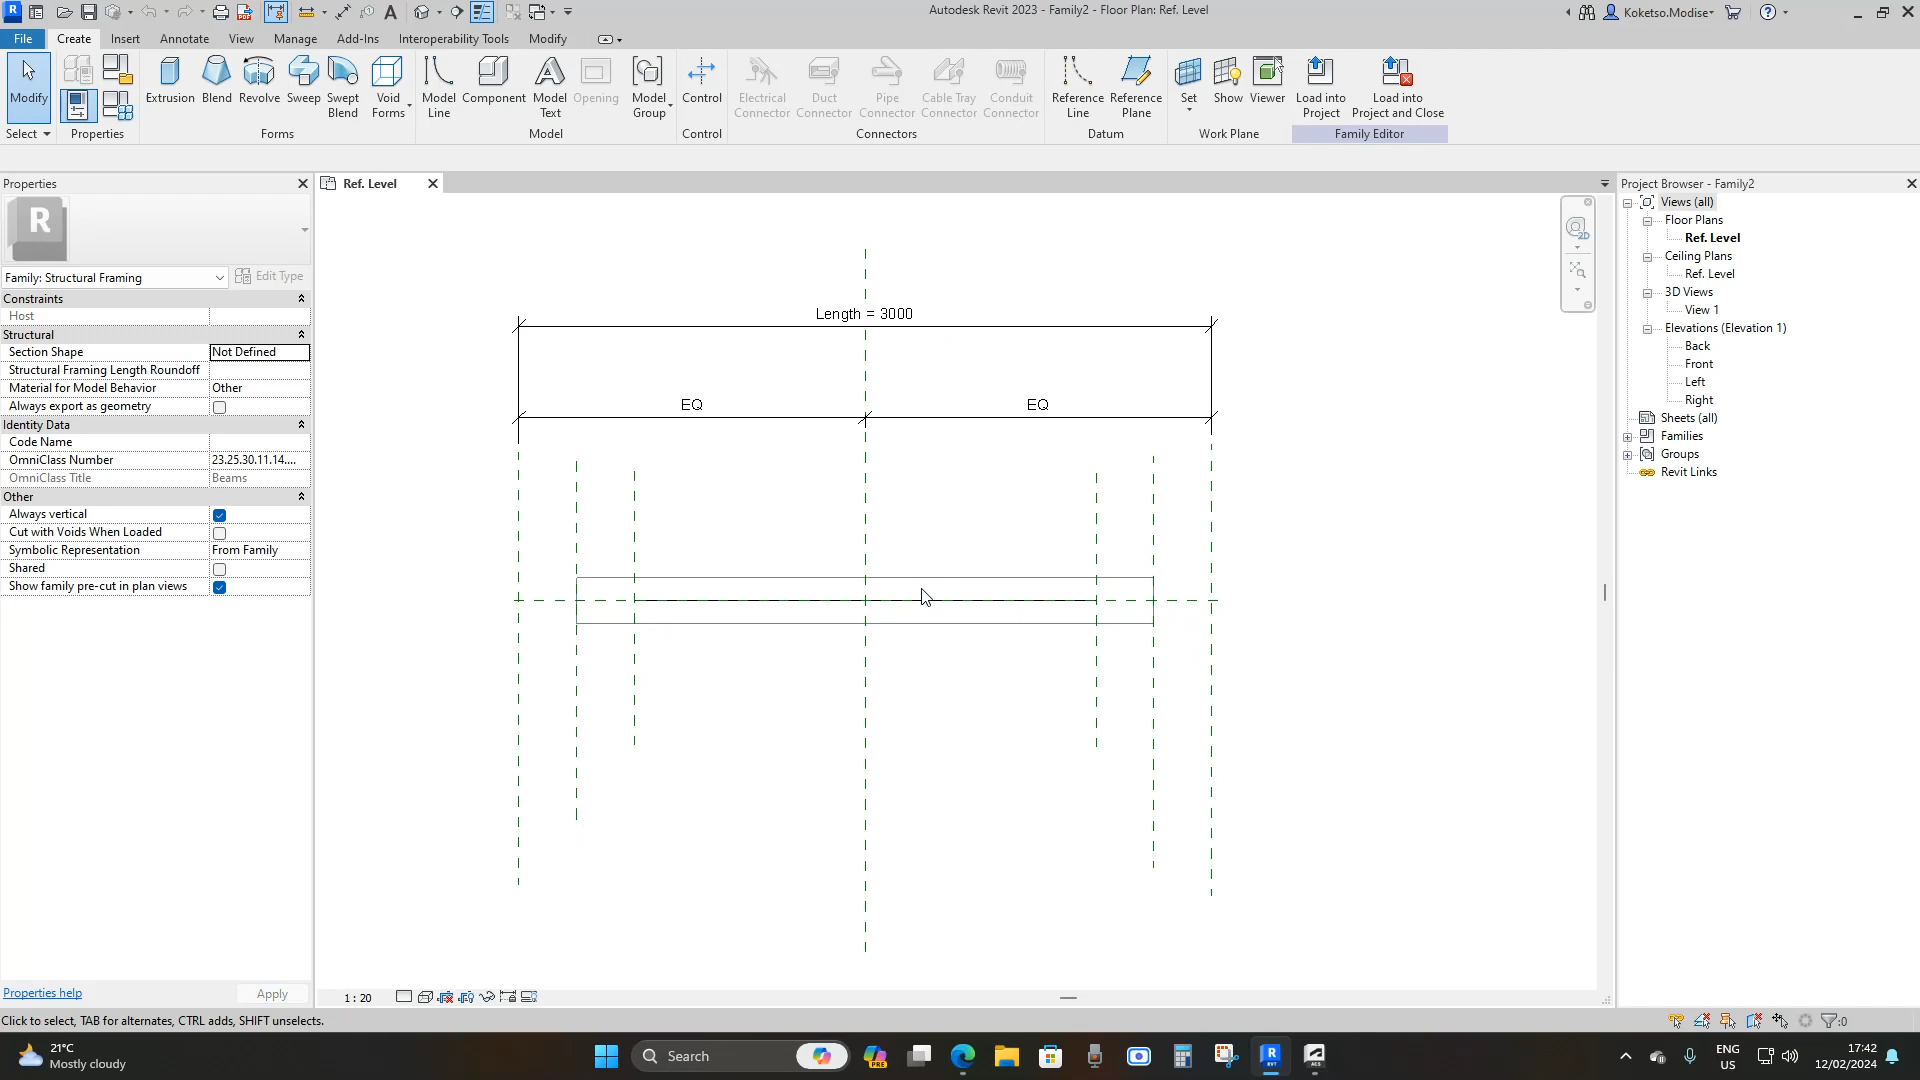 Autodesk Revit 2023 - Family2 - Floor Plan: Ref. Level
Koketso.Modise
File Create Insert Annotate View Manage Add-Ins Interoperability Tools Modify
Modify
Extrusion Blend Revolve Sweep Swept Blend Void Forms
Model Line Component Model Text Opening Model Group
Control
Electrical Connector Duct Connector Pipe Connector Cable Tray Connector Conduit Connector
Reference Line Reference Plane
Set Show Viewer
Load into Project Load into Project and Close
Select Properties Forms Model Control Connectors Datum Work Plane Family Editor
Properties
R
Family: Structural Framing Edit Type
Constraints
Host
Structural
Section Shape Not Defined
Structural Framing Length Roundoff
Material for Model Behavior Other
Always export as geometry
Identity Data
Code Name
OmniClass Number 23.25.30.11.14....
OmniClass Title Beams
Other
Always vertical
Cut with Voids When Loaded
Symbolic Representation From Family
Shared
Show family pre-cut in plan views
Properties help Apply
Ref. Level
Length = 3000
EQ EQ
2D
1 : 20
Project Browser - Family2
Views (all)
Floor Plans
Ref. Level
Ceiling Plans
Ref. Level
3D Views
View 1
Elevations (Elevation 1)
Back
Front
Left
Right
Sheets (all)
Families
Groups
Revit Links
Click to select, TAB for alternates, CTRL adds, SHIFT unselects.
:0
21°C
Mostly cloudy
Search
PRE
ENG
US
17:42
12/02/2024